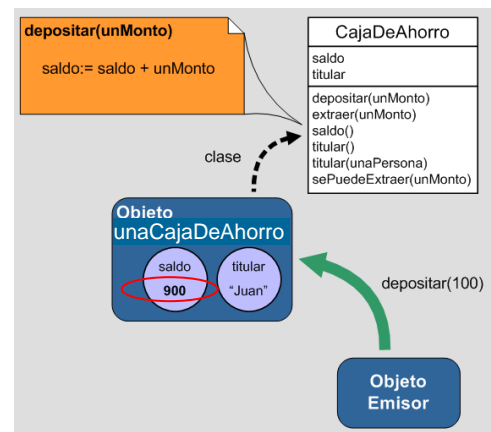 depositar(unMonto)
saldo:= saldo + unMonto
CajaDeAhorro
saldo
titular
depositar(unMonto)
extraer(unMonto)
saldo()
titular()
titular(unaPersona)
sePuedeExtraer(unMonto)
clase
Objeto
unaCajaDeAhorro
saldo
900
titular
“Juan”
depositar(100)
Objeto
Emisor